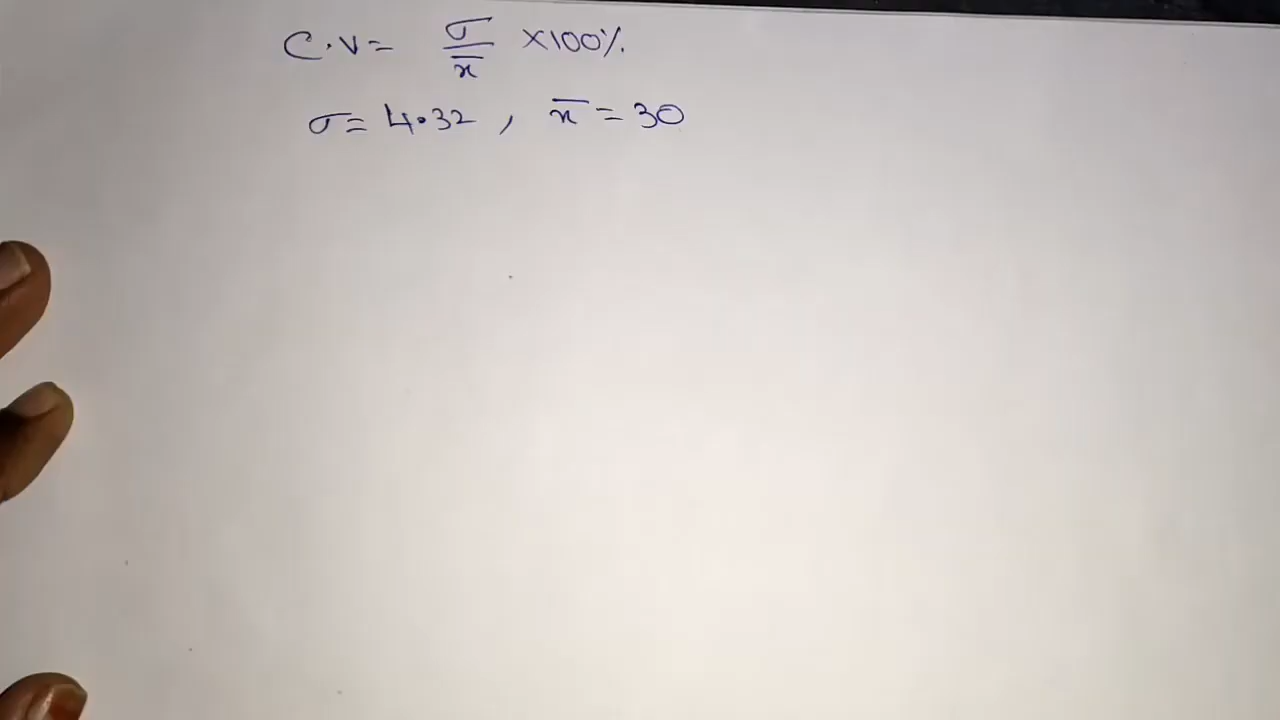 C.V = σ/x̄ ×100%
σ = 4.32 , x̄ = 30